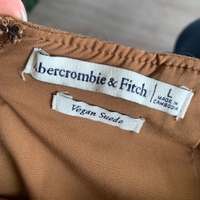 Abercrombie & Fitch
L
MADE IN
CAMBODIA
Vegan Suede